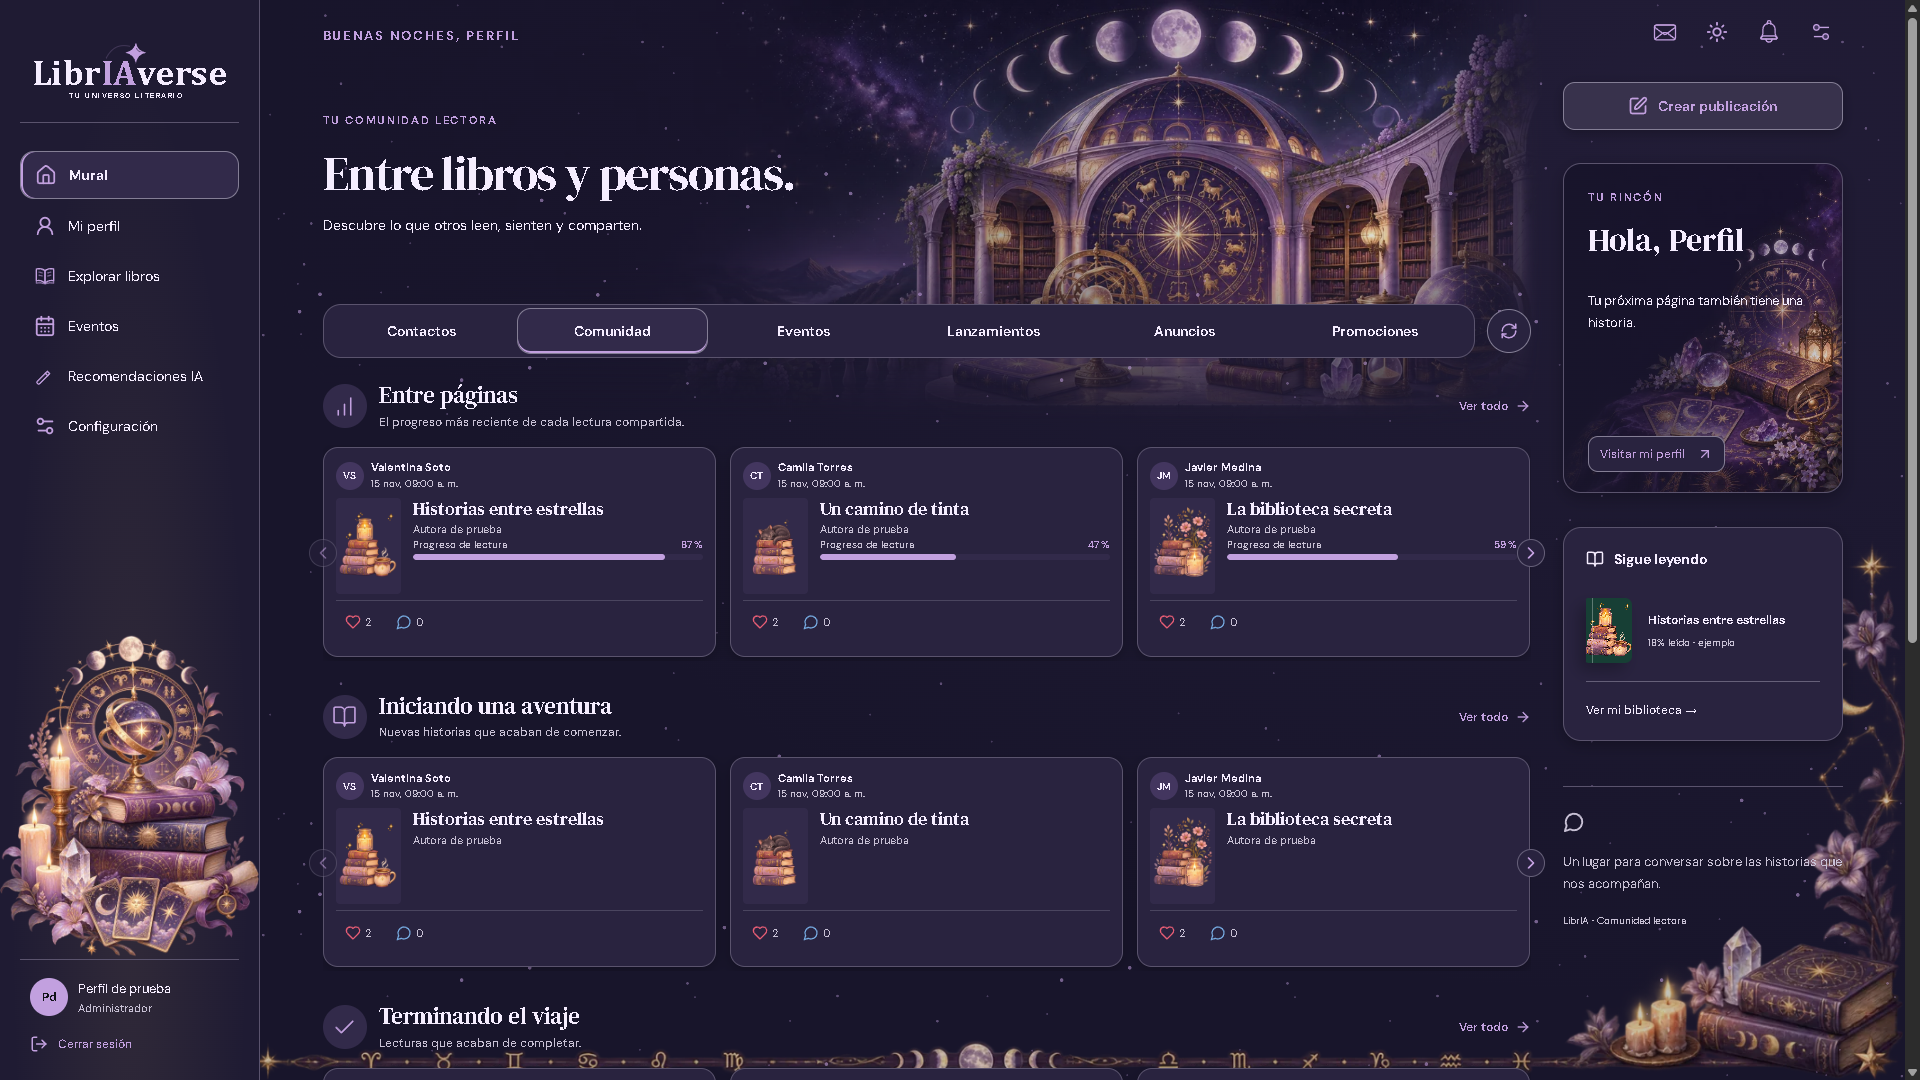 LibrIAverse
TU UNIVERSO LITERARIO
Mural
Mi perfil
Explorar libros
Eventos
Recomendaciones IA
Configuración
Pd
Perfil de prueba
Administrador
Cerrar sesión
BUENAS NOCHES, PERFIL
TU COMUNIDAD LECTORA
Entre libros y personas.
Descubre lo que otros leen, sienten y comparten.
Contactos
Comunidad
Eventos
Lanzamientos
Anuncios
Promociones
Entre páginas
El progreso más reciente de cada lectura compartida.
Ver todo →
VS
Valentina Soto
15 nov, 09:00 a. m.
Historias entre estrellas
Autora de prueba
Progreso de lectura 87 %
2 0
CT
Camila Torres
15 nov, 09:00 a. m.
Un camino de tinta
Autora de prueba
Progreso de lectura 47 %
2 0
JM
Javier Medina
15 nov, 09:00 a. m.
La biblioteca secreta
Autora de prueba
Progreso de lectura 59 %
2 0
Iniciando una aventura
Nuevas historias que acaban de comenzar.
Ver todo →
VS
Valentina Soto
15 nov, 09:00 a. m.
Historias entre estrellas
Autora de prueba
2 0
CT
Camila Torres
15 nov, 09:00 a. m.
Un camino de tinta
Autora de prueba
2 0
JM
Javier Medina
15 nov, 09:00 a. m.
La biblioteca secreta
Autora de prueba
2 0
Terminando el viaje
Lecturas que acaban de completar.
Ver todo →
Crear publicación
TU RINCÓN
Hola, Perfil
Tu próxima página también tiene una
historia.
Visitar mi perfil
Sigue leyendo
Historias entre estrellas
18% leído · ejemplo
Ver mi biblioteca →
Un lugar para conversar sobre las historias que
nos acompañan.
LibrIA · Comunidad lectora